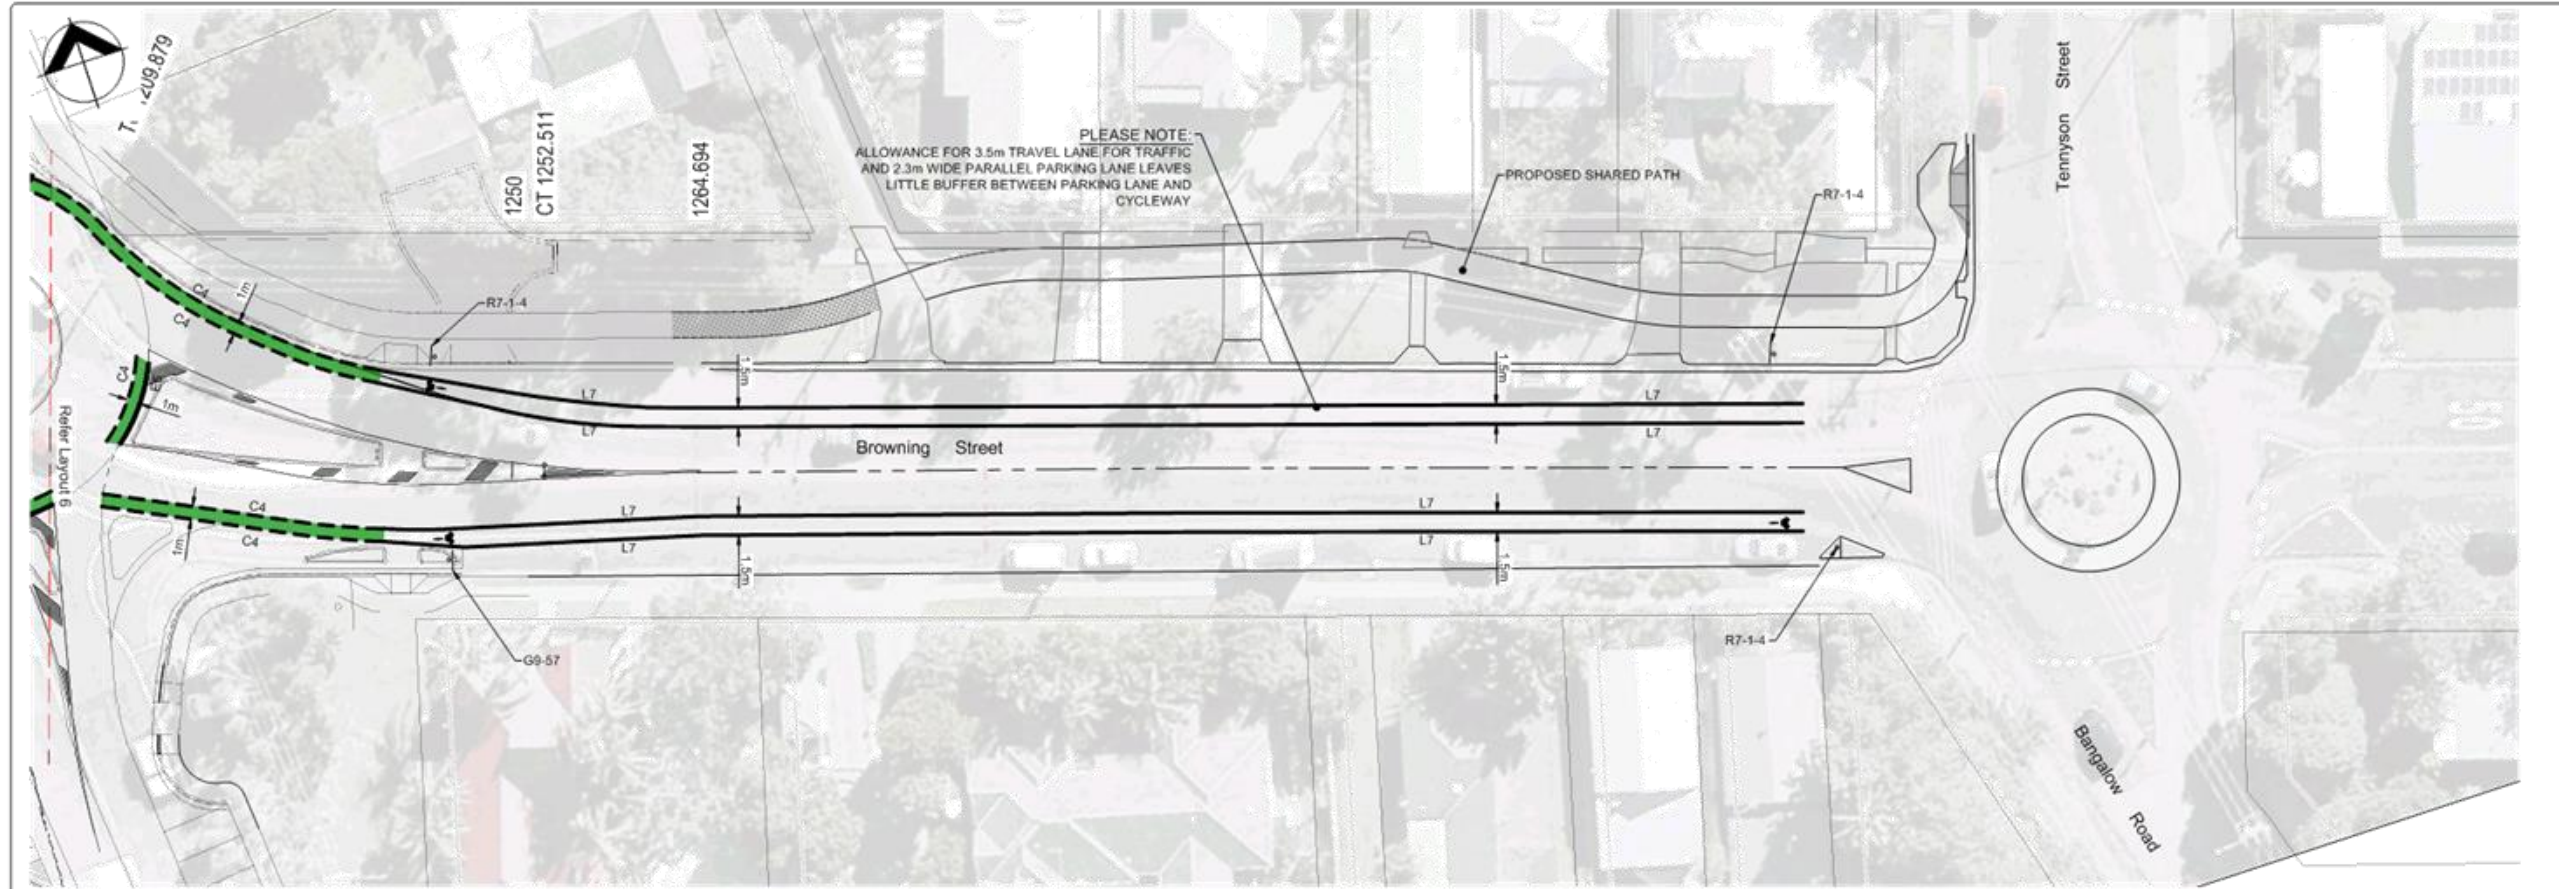 1250
CT 1252.511
1264.694
PLEASE NOTE:
ALLOWANCE FOR 3.5m TRAVEL LANE FOR TRAFFIC
AND 2.3m WIDE PARALLEL PARKING LANE LEAVES
LITTLE BUFFER BETWEEN PARKING LANE AND
CYCLEWAY
PROPOSED SHARED PATH
R7-1-4
Tennyson Street
C4
1m
C4
R7-1-4
C4
1m
L7
L7
1.5m
1.5m
L7
L7
Browning Street
Refer Layout 6
C4
C4
1m
L7
L7
1.5m
L7
L7
1.5m
G9-57
R7-1-4
Bangalow Road